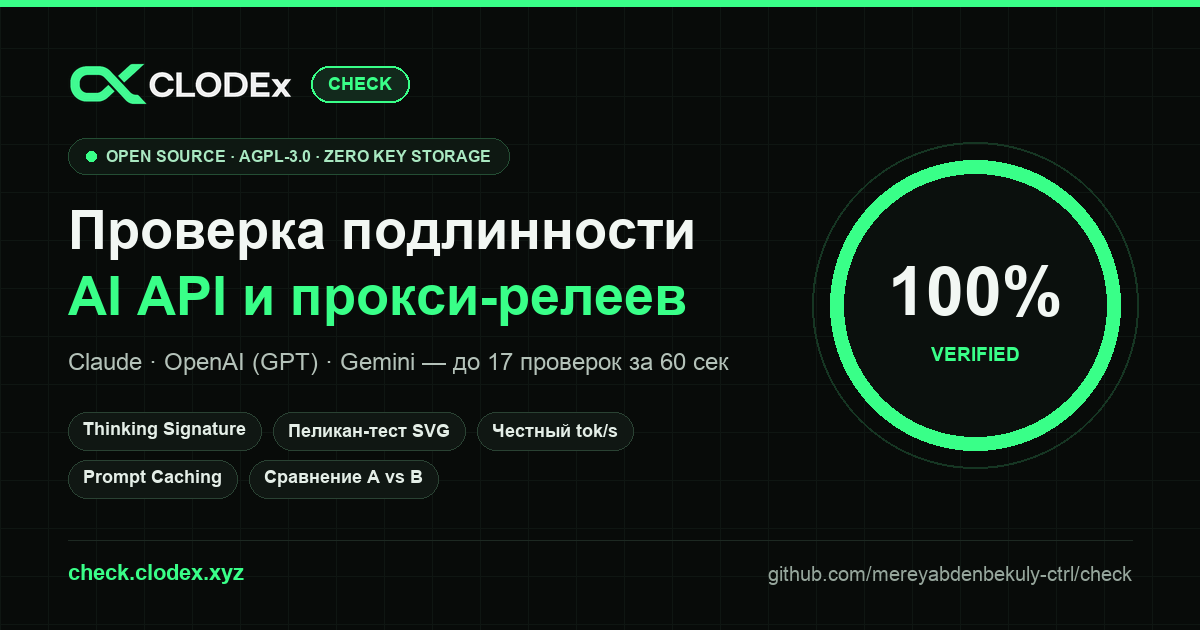 CLODEx CHECK
OPEN SOURCE · AGPL-3.0 · ZERO KEY STORAGE
Проверка подлинности
AI API и прокси-релеев
Claude · OpenAI (GPT) · Gemini — до 17 проверок за 60 сек
Thinking Signature Пеликан-тест SVG Честный tok/s
Prompt Caching Сравнение A vs B
100%
VERIFIED
check.clodex.xyz github.com/mereyabdenbekuly-ctrl/check